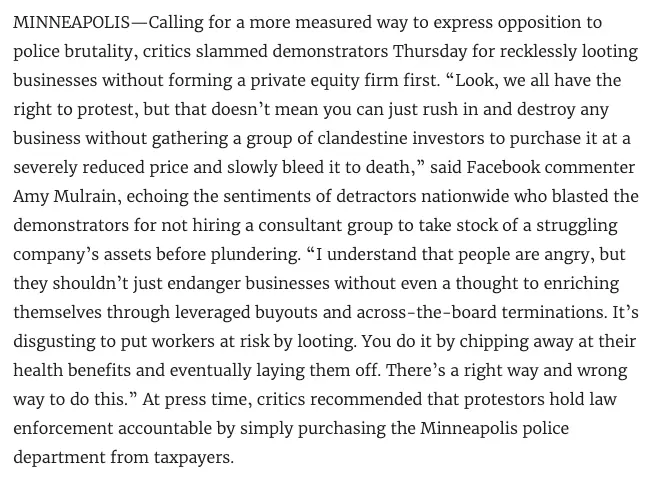 MINNEAPOLIS—Calling for a more measured way to express opposition to
police brutality, critics slammed demonstrators Thursday for recklessly looting
businesses without forming a private equity firm first. “Look, we all have the
right to protest, but that doesn’t mean you can just rush in and destroy any
business without gathering a group of clandestine investors to purchase it at a
severely reduced price and slowly bleed it to death,” said Facebook commenter
Amy Mulrain, echoing the sentiments of detractors nationwide who blasted the
demonstrators for not hiring a consultant group to take stock of a struggling
company’s assets before plundering. “I understand that people are angry, but
they shouldn’t just endanger businesses without even a thought to enriching
themselves through leveraged buyouts and across-the-board terminations. It’s
disgusting to put workers at risk by looting. You do it by chipping away at their
health benefits and eventually laying them off. There’s a right way and wrong
way to do this.” At press time, critics recommended that protestors hold law
enforcement accountable by simply purchasing the Minneapolis police
department from taxpayers.